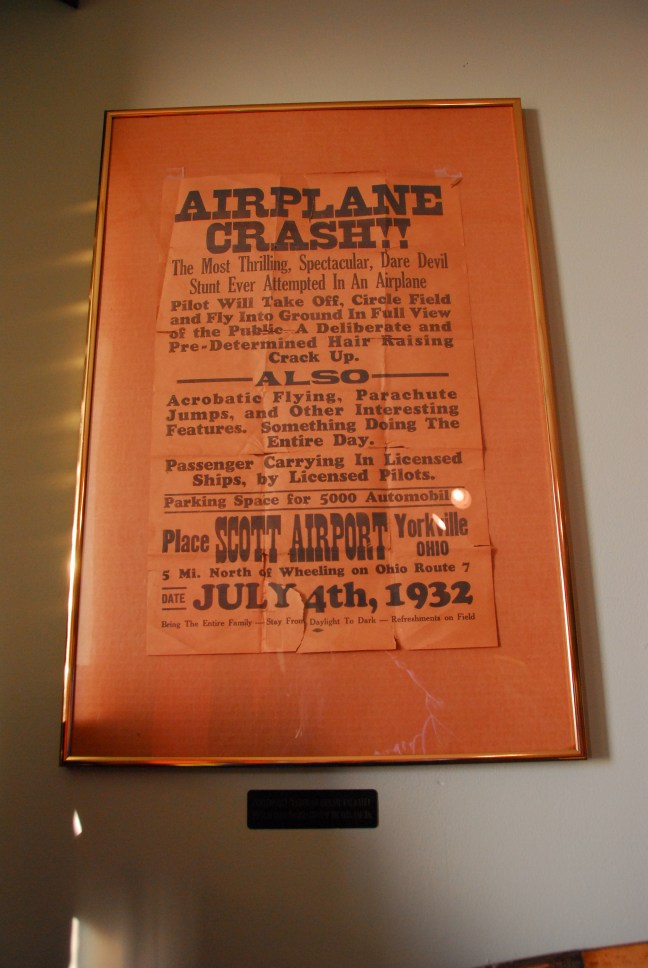 AIRPLANE
CRASH!!
The Most Thrilling, Spectacular, Dare Devil
Stunt Ever Attempted In An Airplane
Pilot Will Take Off, Circle Field
and Fly Into Ground In Full View
of the Public A Deliberate and
Pre-Determined Hair Raising
Crack Up.
ALSO
Acrobatic Flying, Parachute
Jumps, and Other Interesting
Features. Something Doing The
Entire Day.
Passenger Carrying In Licensed
Ships, by Licensed Pilots.
Parking Space for 5000 Automobil
Place SCOTT AIRPORT Yorkville
OHIO
5 Mi. North of Wheeling on Ohio Route 7
DATE JULY 4th, 1932
Bring The Entire Family — Stay From Daylight To Dark — Refreshments on Field